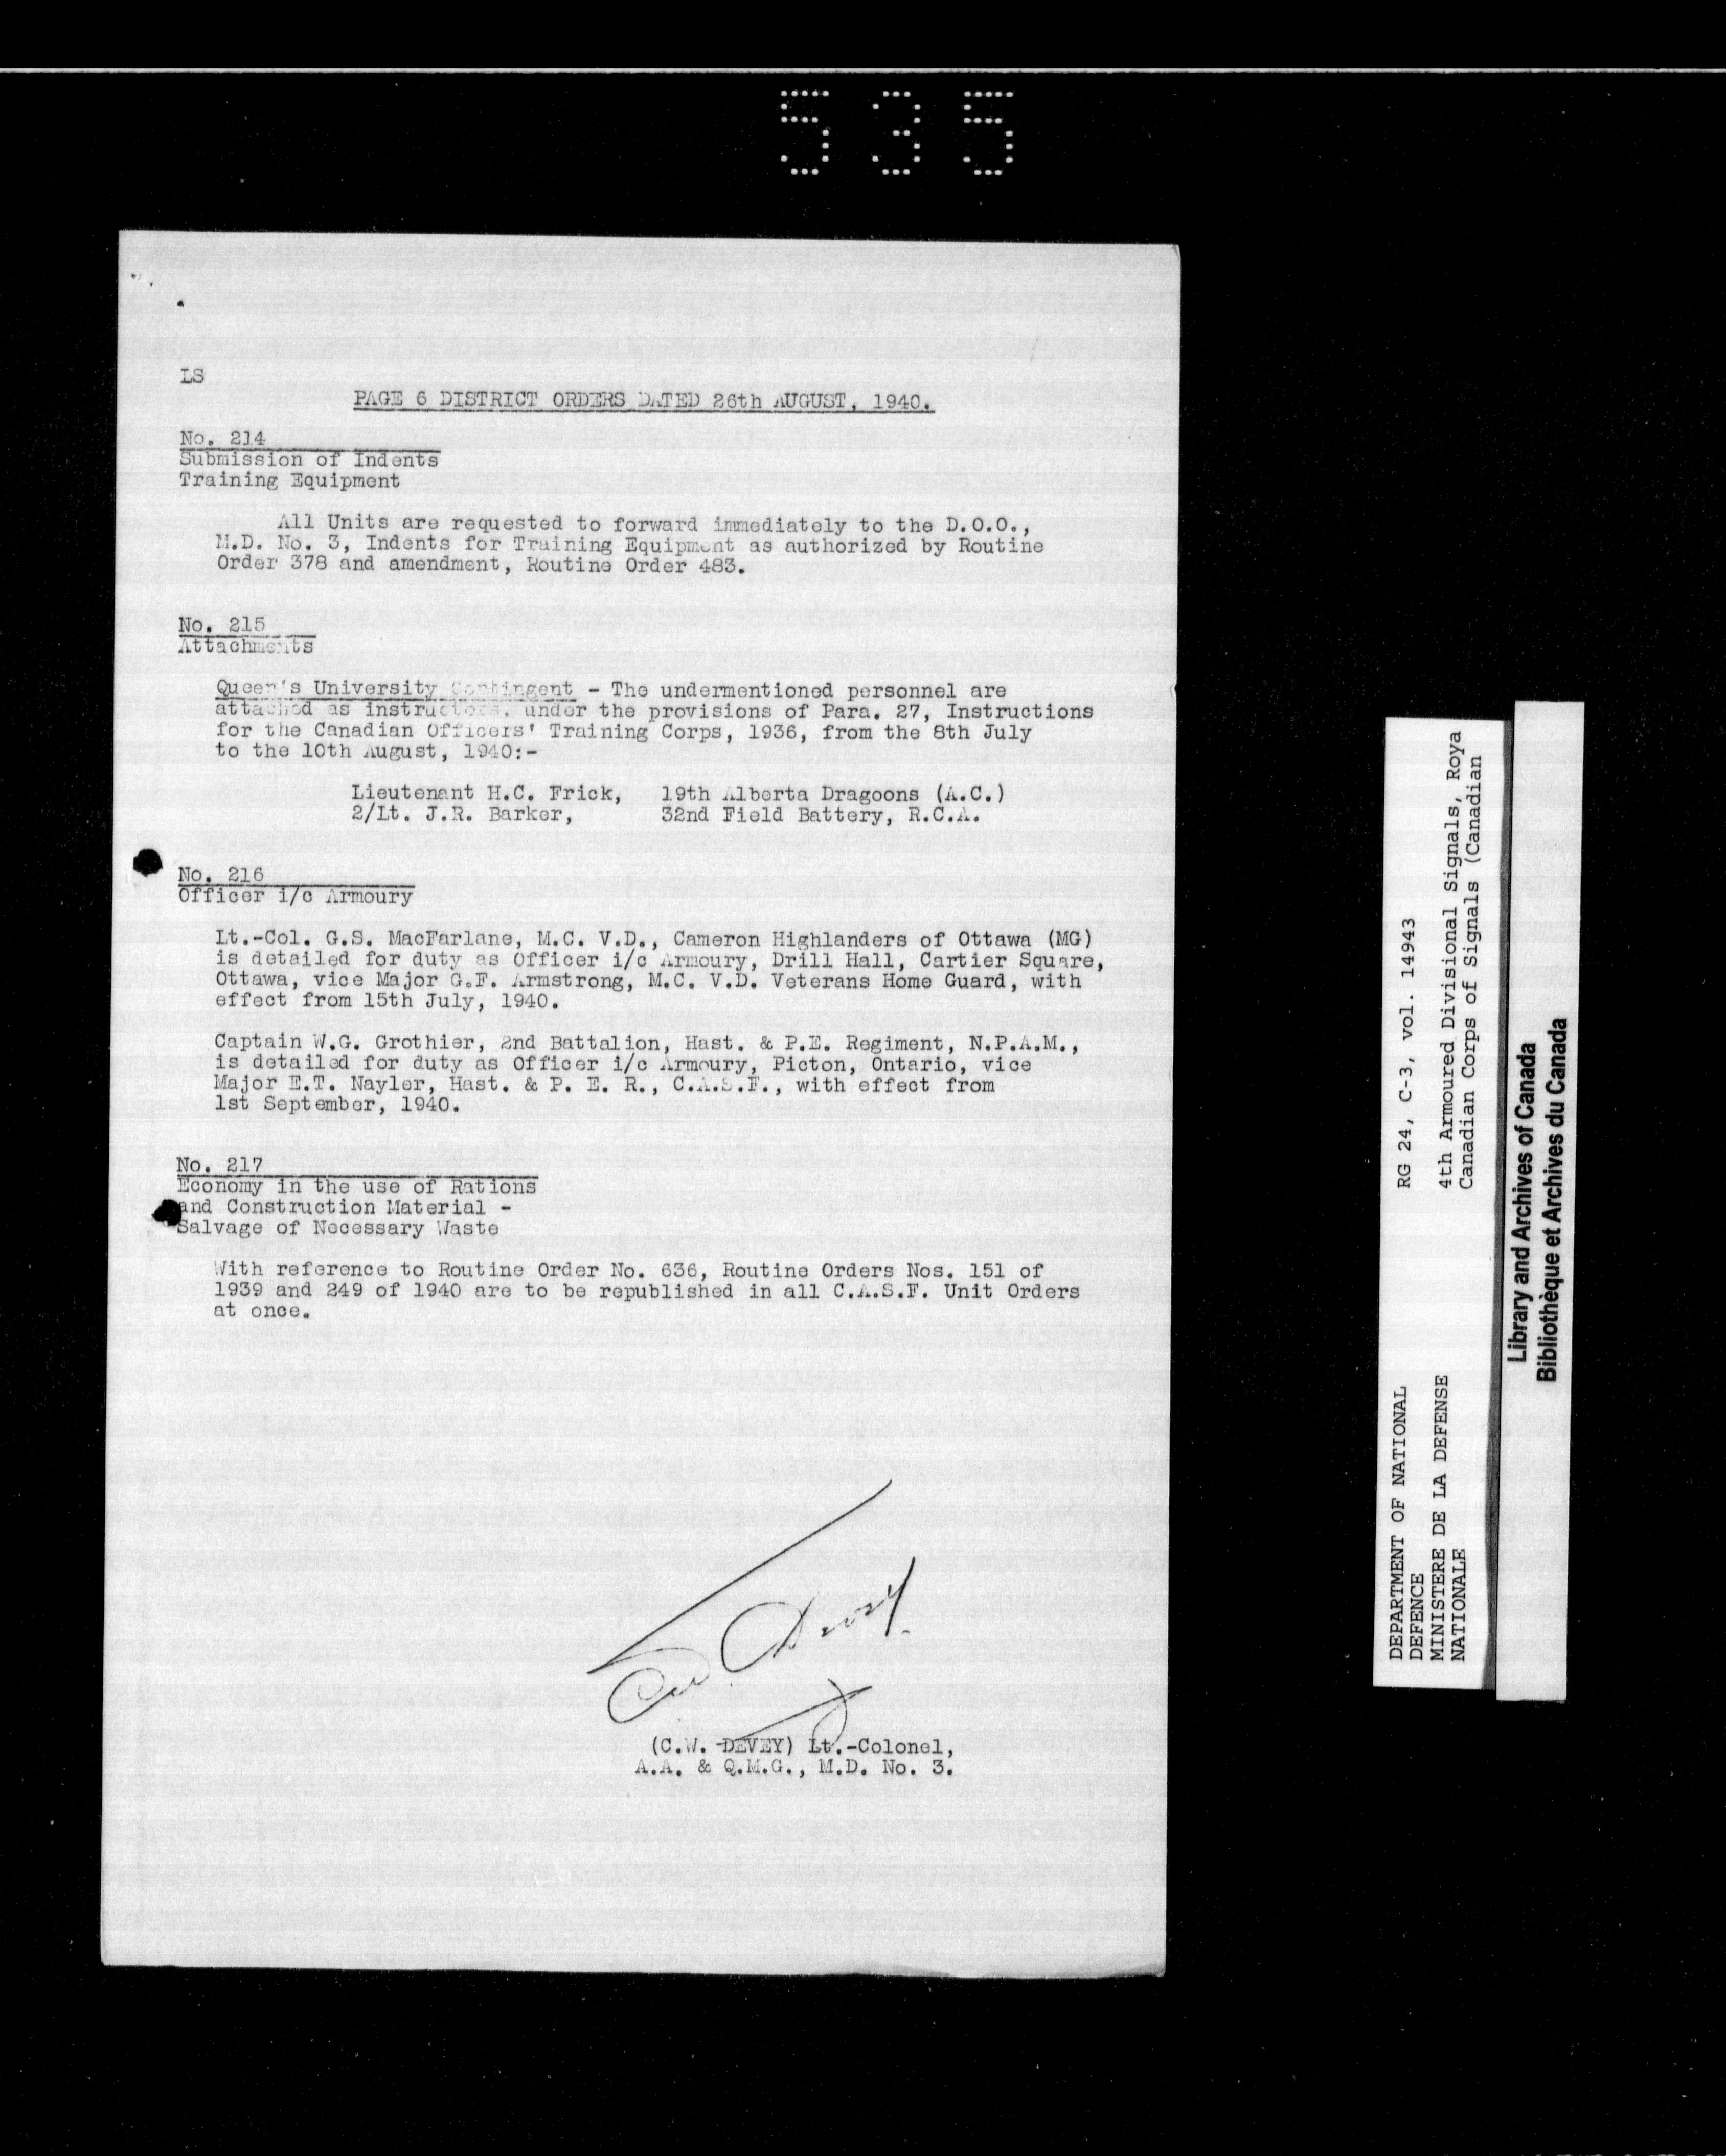 535
LS
PAGE 6 DISTRICT ORDERS DATED 26th AUGUST, 1940.
No. 214
Submission of Indents
Training Equipment
All Units are requested to forward immediately to the D.O.O.,
M.D. No. 3, Indents for Training Equipment as authorized by Routine
Order 378 and amendment, Routine Order 483.
No. 215
Attachments
Queen's University Contingent - The undermentioned personnel are
attached as instructors, under the provisions of Para. 27, Instructions
for the Canadian Officers' Training Corps, 1936, from the 8th July
to the 10th August, 1940:-
Lieutenant H.C. Frick, 19th Alberta Dragoons (A.C.)
2/Lt. J.R. Barker, 32nd Field Battery, R.C.A.
No. 216
Officer i/c Armoury
Lt.-Col. G.S. MacFarlane, M.C. V.D., Cameron Highlanders of Ottawa (MG)
is detailed for duty as Officer i/c Armoury, Drill Hall, Cartier Square,
Ottawa, vice Major G.F. Armstrong, M.C. V.D. Veterans Home Guard, with
effect from 15th July, 1940.
Captain W.G. Grothier, 2nd Battalion, Hast. & P.E. Regiment, N.P.A.M.,
is detailed for duty as Officer i/c Armoury, Picton, Ontario, vice
Major E.T. Nayler, Hast. & P. E. R., C.A.S.F., with effect from
1st September, 1940.
No. 217
Economy in the use of Rations
and Construction Material -
Salvage of Necessary Waste
With reference to Routine Order No. 636, Routine Orders Nos. 151 of
1939 and 249 of 1940 are to be republished in all C.A.S.F. Unit Orders
at once.
CW Devey
(C.W. DEVEY) Lt.-Colonel,
A.A. & Q.M.G., M.D. No. 3.
DEPARTMENT OF NATIONAL
DEFENCE
MINISTERE DE LA DEFENSE
NATIONALE
RG 24, C-3, vol. 14943
4th Armoured Divisional Signals, Roya
Canadian Corps of Signals (Canadian
Library and Archives of Canada
Bibliothèque et Archives du Canada